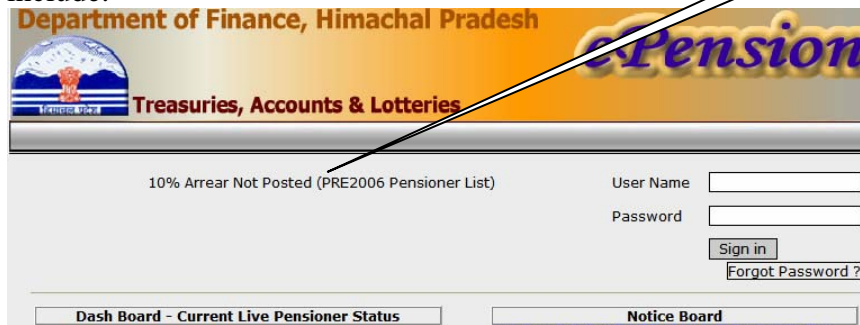 include:
Department of Finance, Himachal Pradesh
ePension
Treasuries, Accounts & Lotteries
10% Arrear Not Posted (PRE2006 Pensioner List)
User Name
Password
Sign in
Forgot Password ?
Dash Board - Current Live Pensioner Status
Notice Board